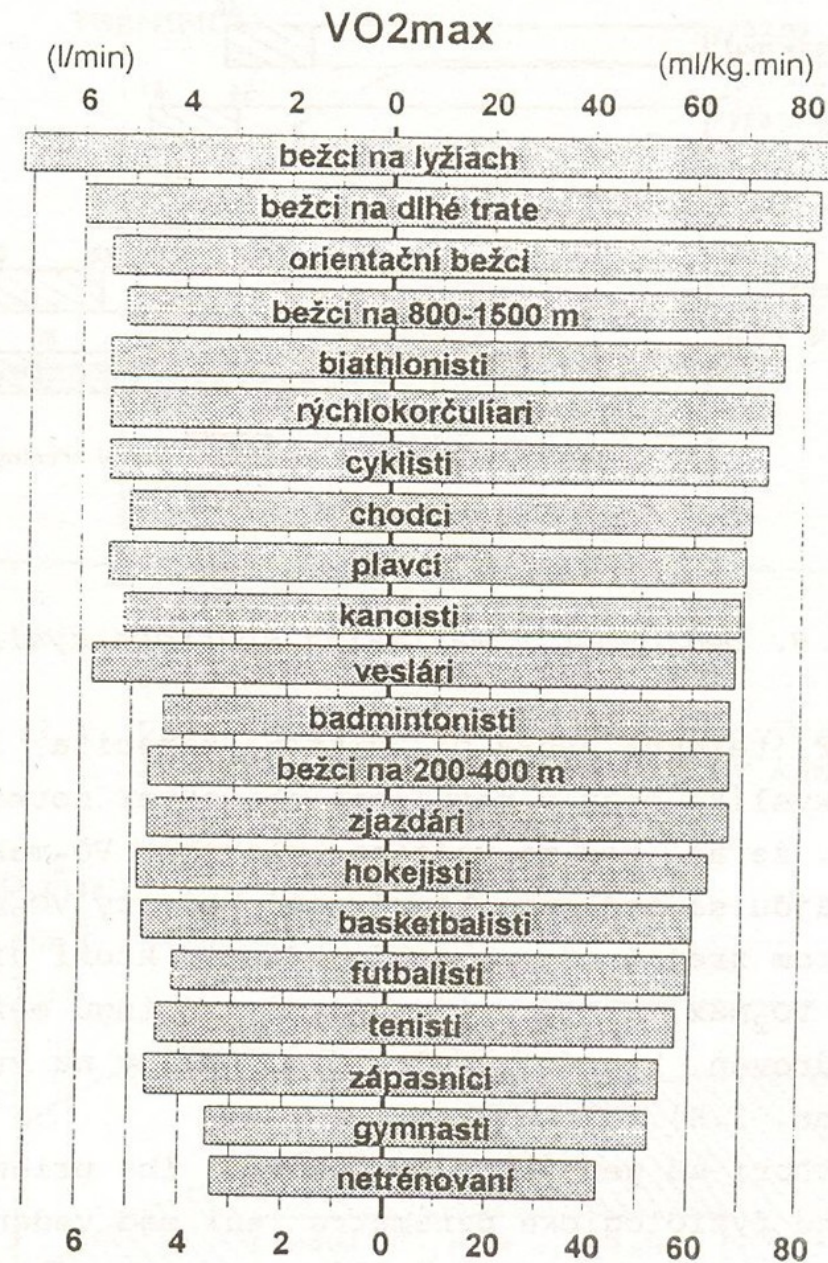 VO2max
(l/min) (ml/kg.min)
6 4 2 0 20 40 60 80
bežci na lyžiach
bežci na dlhé trate
orientační bežci
bežci na 800-1500 m
biathlonisti
rýchlokorčuliari
cyklisti
chodci
plavcí
kanoisti
veslári
badmintonisti
bežci na 200-400 m
zjazdári
hokejisti
basketbalisti
futbalisti
tenisti
zápasníci
gymnasti
netrénovaní
6 4 2 0 20 40 60 80